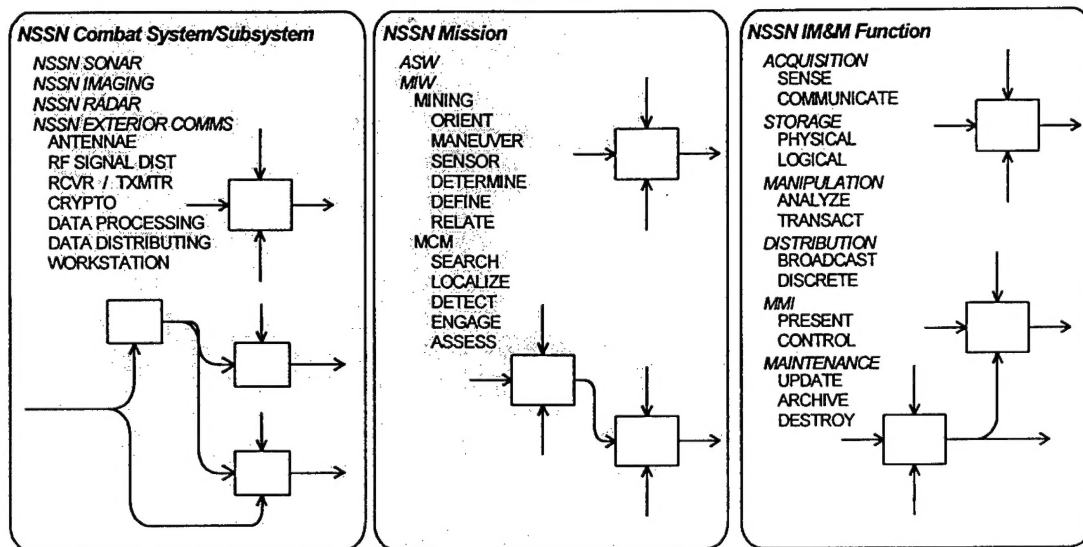 NSSN Combat System/Subsystem
NSSN SONAR
NSSN IMAGING
NSSN RADAR
NSSN EXTERIOR COMMS
ANTENNAE
RF SIGNAL DIST
RCVR / TXMTR
CRYPTO
DATA PROCESSING
DATA DISTRIBUTING
WORKSTATION
NSSN Mission
ASW
MIW
MINING
ORIENT
MANEUVER
SENSOR
DETERMINE
DEFINE
RELATE
MCM
SEARCH
LOCALIZE
DETECT
ENGAGE
ASSESS
NSSN IM&M Function
ACQUISITION
SENSE
COMMUNICATE
STORAGE
PHYSICAL
LOGICAL
MANIPULATION
ANALYZE
TRANSACT
DISTRIBUTION
BROADCAST
DISCRETE
MMI
PRESENT
CONTROL
MAINTENANCE
UPDATE
ARCHIVE
DESTROY